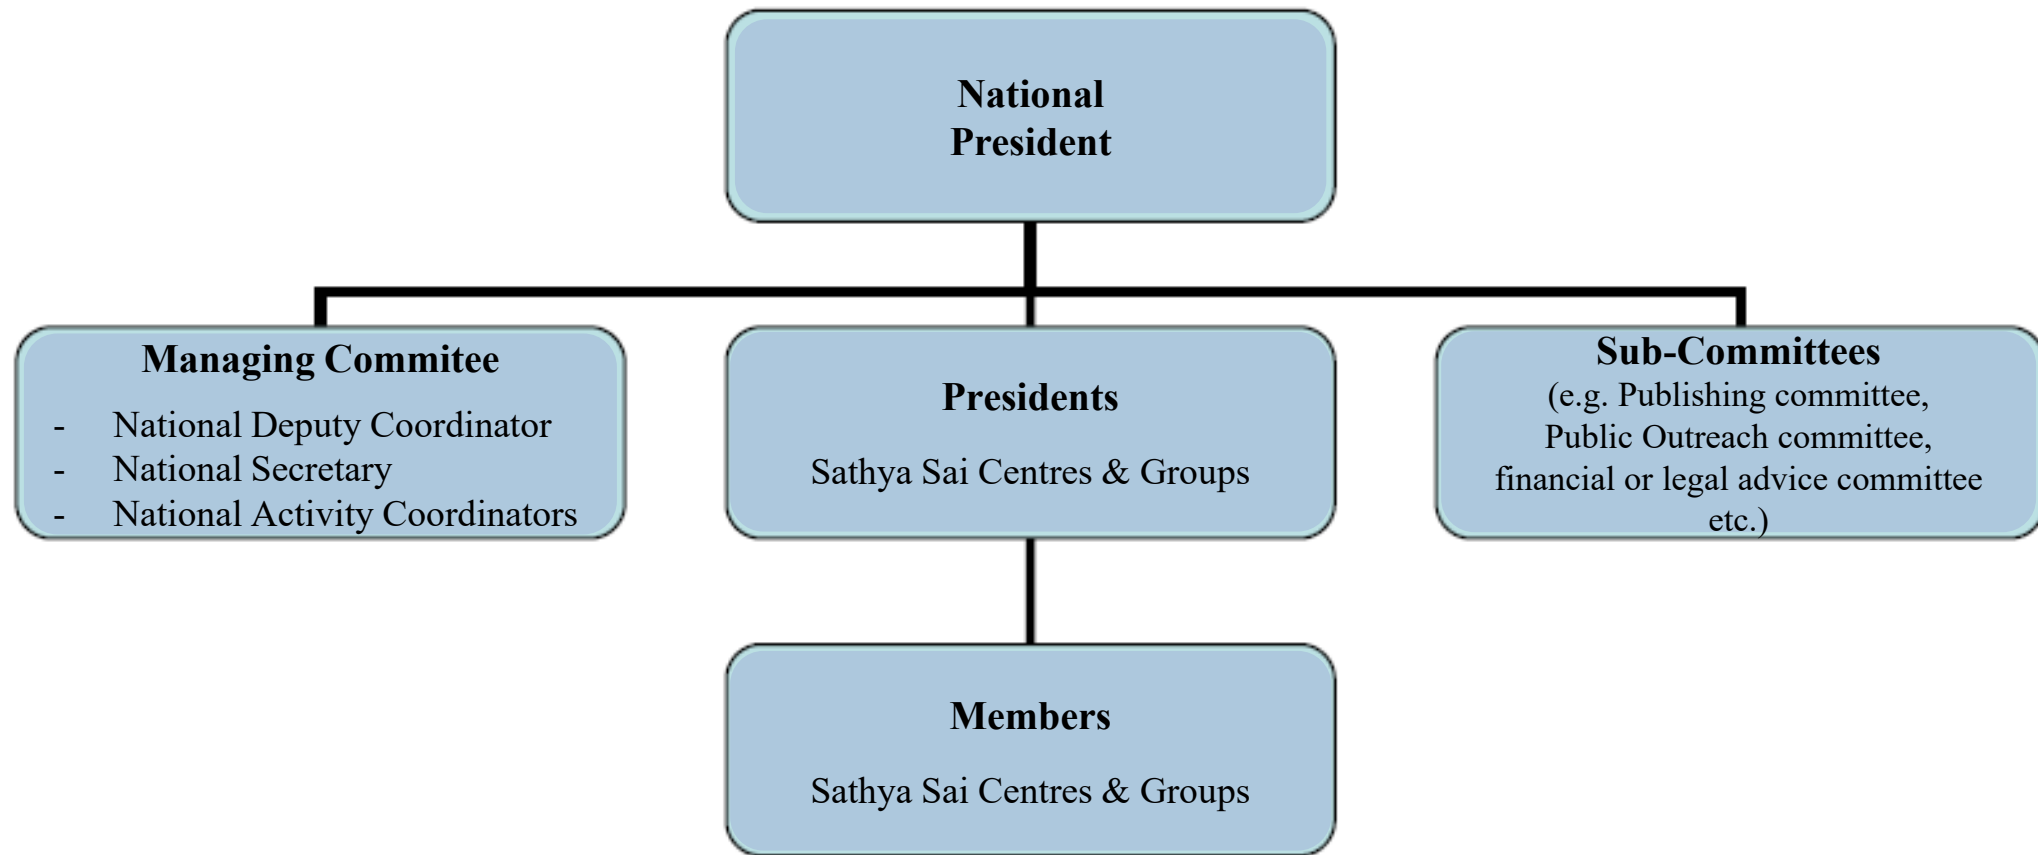 National
President
Managing Commitee
- National Deputy Coordinator
- National Secretary
- National Activity Coordinators
Presidents
Sathya Sai Centres & Groups
Sub-Committees
(e.g. Publishing committee,
Public Outreach committee,
financial or legal advice committee
etc.)
Members
Sathya Sai Centres & Groups